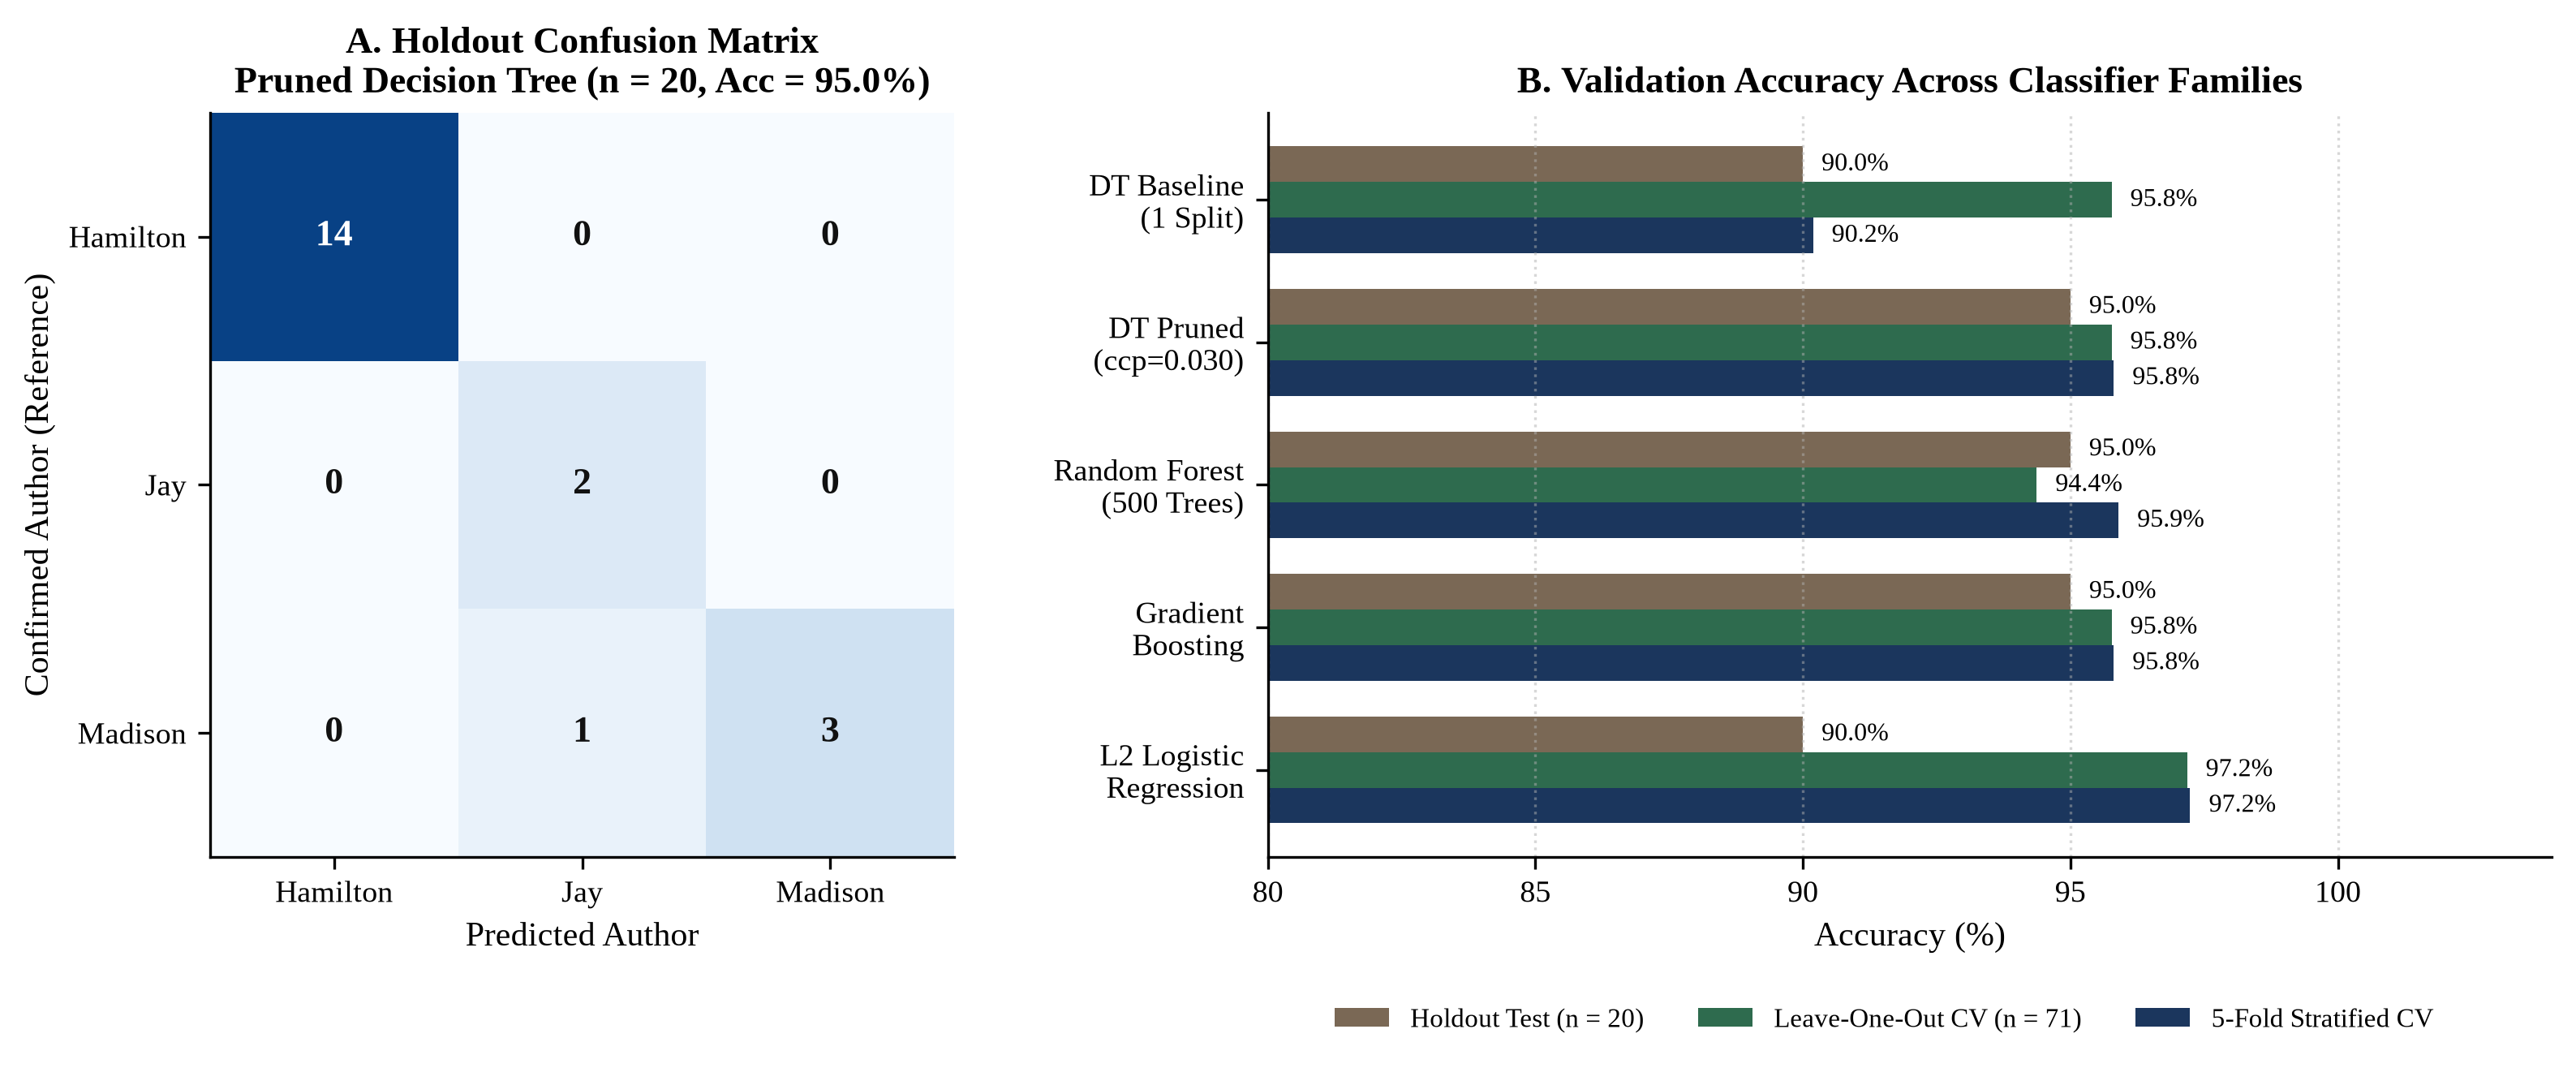 A. Holdout Confusion Matrix
Pruned Decision Tree (n = 20, Acc = 95.0%)
Confirmed Author (Reference)
Hamilton
14
0
0
Jay
0
2
0
Madison
0
1
3
Hamilton
Jay
Madison
Predicted Author
B. Validation Accuracy Across Classifier Families
DT Baseline
(1 Split)
90.0%
95.8%
90.2%
DT Pruned
(ccp=0.030)
95.0%
95.8%
95.8%
Random Forest
(500 Trees)
95.0%
94.4%
95.9%
Gradient
Boosting
95.0%
95.8%
95.8%
L2 Logistic
Regression
90.0%
97.2%
97.2%
80
85
90
95
100
Accuracy (%)
Holdout Test (n = 20)
Leave-One-Out CV (n = 71)
5-Fold Stratified CV